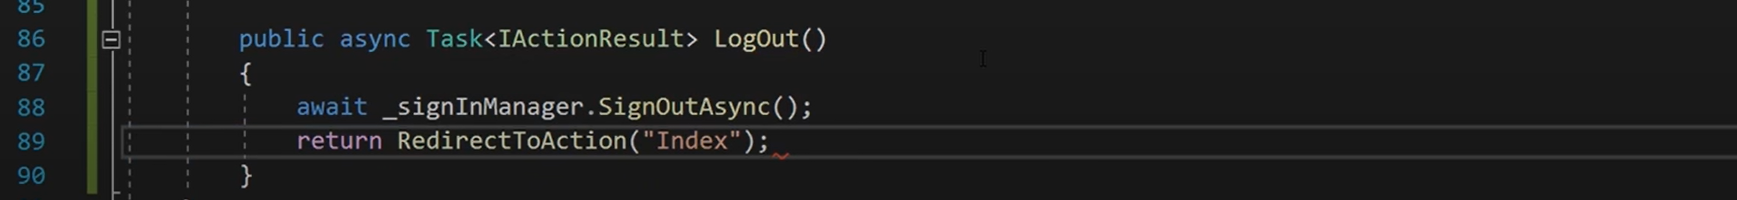 85
86 public async Task<IActionResult> LogOut()
87 {
88 await _signInManager.SignOutAsync();
89 return RedirectToAction("Index");
90 }